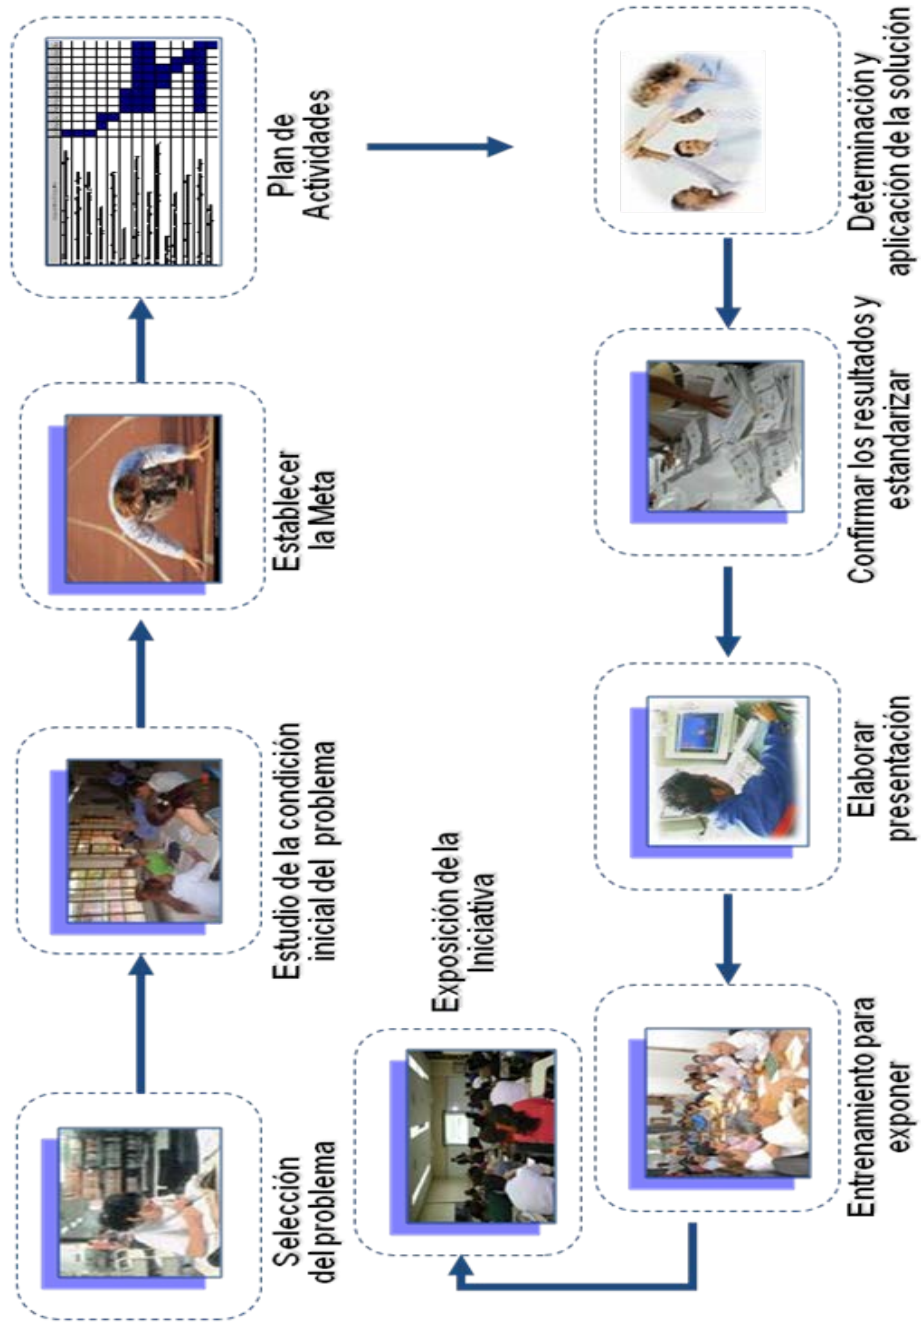 Selección
del problema
Estudio de la condición
inicial del problema
Establecer
la Meta
Plan de
Actividades
Determinación y
aplicación de la solución
Confirmar los resultados y
estandarizar
Elaborar
presentación
Entrenamiento para
exponer
Exposición de la
Iniciativa